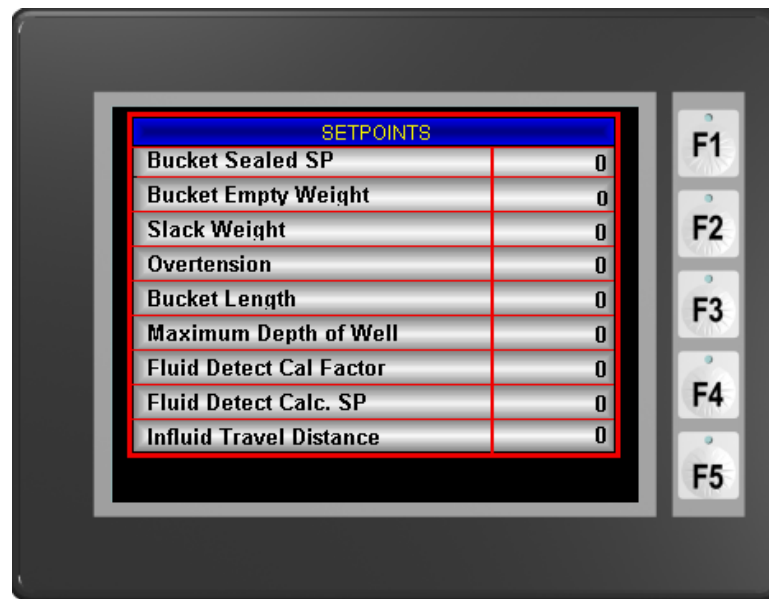 SETPOINTS
Bucket Sealed SP 0
Bucket Empty Weight 0
Slack Weight 0
Overtension 0
Bucket Length 0
Maximum Depth of Well 0
Fluid Detect Cal Factor 0
Fluid Detect Calc. SP 0
Influid Travel Distance 0
F1
F2
F3
F4
F5